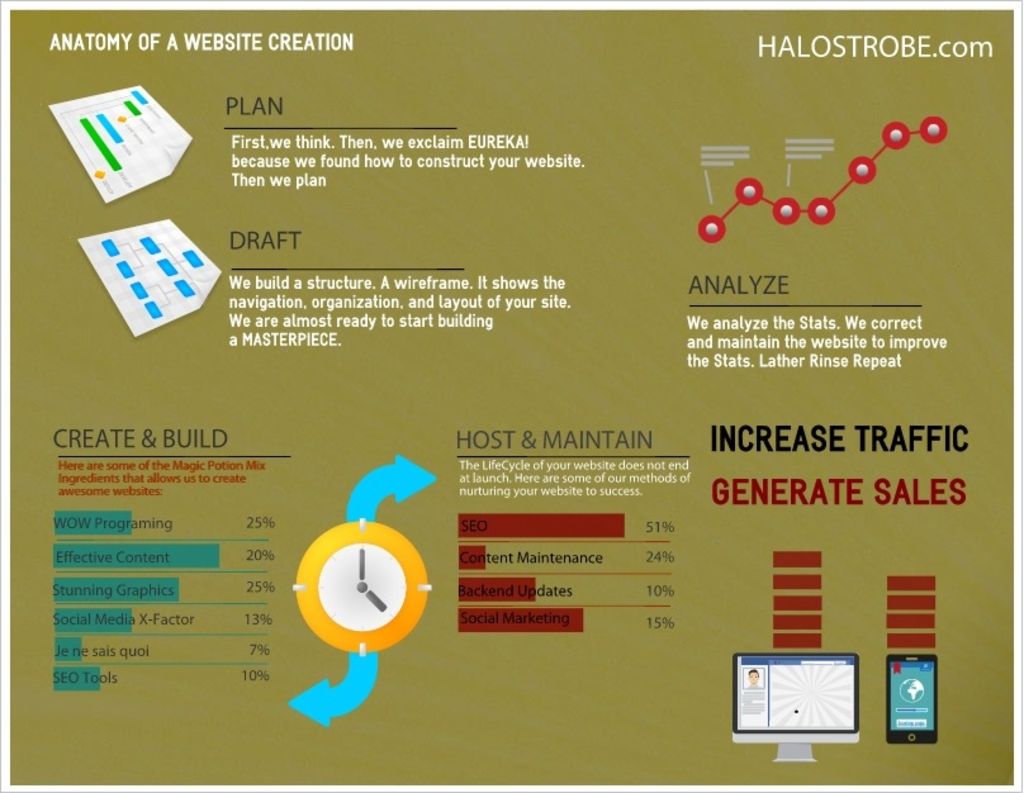 ANATOMY OF A WEBSITE CREATION
HALOSTROBE.com
PLAN
First,we think. Then, we exclaim EUREKA!
because we found how to construct your website.
Then we plan
DRAFT
We build a structure. A wireframe. It shows the
navigation, organization, and layout of your site.
We are almost ready to start building
a MASTERPIECE.
ANALYZE
We analyze the Stats. We correct
and maintain the website to improve
the Stats. Lather Rinse Repeat
CREATE & BUILD
Here are some of the Magic Potion Mix
Ingredients that allows us to create
awesome websites:
WOW Programing 25%
Effective Content 20%
Stunning Graphics 25%
Social Media X-Factor 13%
Je ne sais quoi 7%
SEO Tools 10%
HOST & MAINTAIN
The LifeCycle of your website does not end
at launch. Here are some of our methods of
nurturing your website to success.
SEO 51%
Content Maintenance 24%
Backend Updates 10%
Social Marketing 15%
INCREASE TRAFFIC
GENERATE SALES